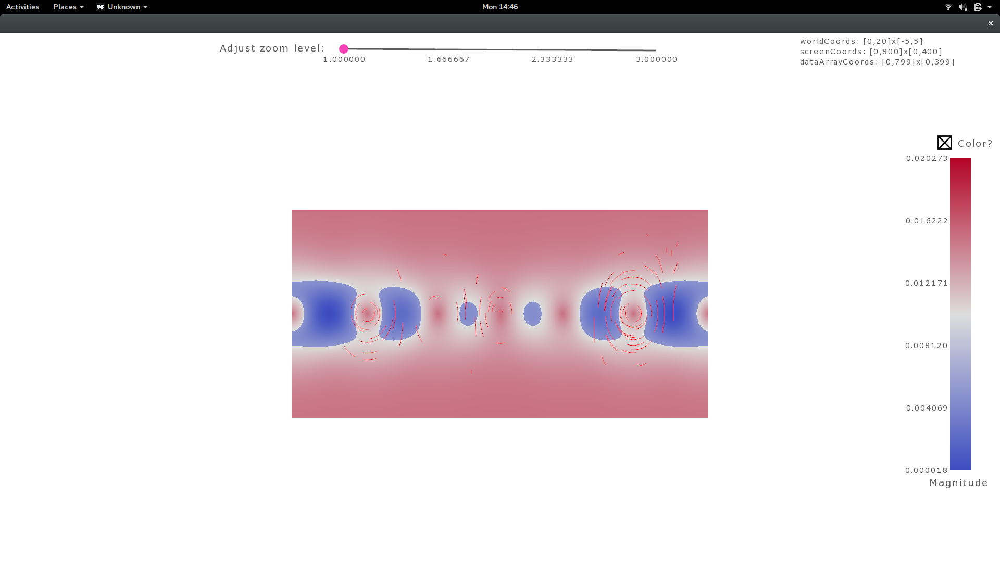 Activities Places Unknown Mon 14:46
Adjust zoom level:
1.000000 1.666667 2.333333 3.000000
worldCoords: [0,20]x[-5,5]
screenCoords: [0,800]x[0,400]
dataArrayCoords: [0,799]x[0,399]
Color?
0.020273
0.016222
0.012171
0.008120
0.004069
0.000018
Magnitude